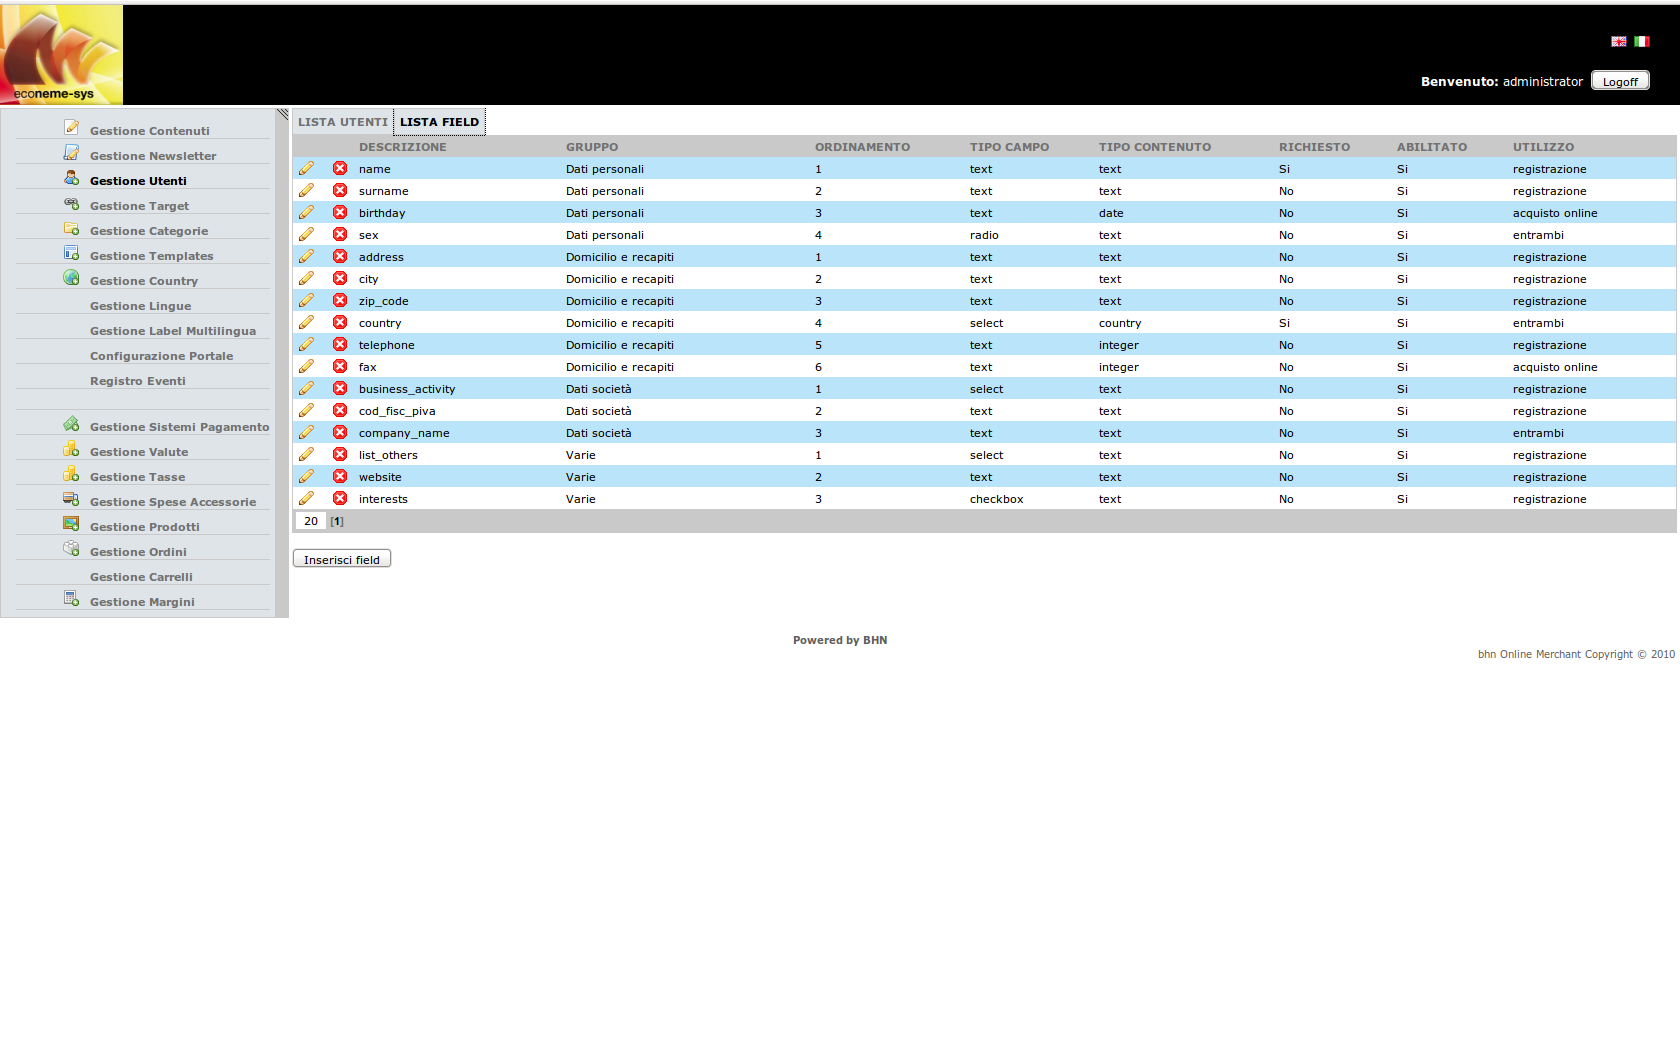 econeme-sys
Benvenuto: administrator Logoff
Gestione Contenuti
Gestione Newsletter
Gestione Utenti
Gestione Target
Gestione Categorie
Gestione Templates
Gestione Country
Gestione Lingue
Gestione Label Multilingua
Configurazione Portale
Registro Eventi
Gestione Sistemi Pagamento
Gestione Valute
Gestione Tasse
Gestione Spese Accessorie
Gestione Prodotti
Gestione Ordini
Gestione Carrelli
Gestione Margini
LISTA UTENTI LISTA FIELD
DESCRIZIONE GRUPPO ORDINAMENTO TIPO CAMPO TIPO CONTENUTO RICHIESTO ABILITATO UTILIZZO
name Dati personali 1 text text Si Si registrazione
surname Dati personali 2 text text No Si registrazione
birthday Dati personali 3 text date No Si acquisto online
sex Dati personali 4 radio text No Si entrambi
address Domicilio e recapiti 1 text text No Si registrazione
city Domicilio e recapiti 2 text text No Si registrazione
zip_code Domicilio e recapiti 3 text text No Si registrazione
country Domicilio e recapiti 4 select country Si Si entrambi
telephone Domicilio e recapiti 5 text integer No Si registrazione
fax Domicilio e recapiti 6 text integer No Si acquisto online
business_activity Dati società 1 select text No Si registrazione
cod_fisc_piva Dati società 2 text text No Si registrazione
company_name Dati società 3 text text No Si entrambi
list_others Varie 1 select text No Si registrazione
website Varie 2 text text No Si registrazione
interests Varie 3 checkbox text No Si registrazione
20 [1]
Inserisci field
Powered by BHN
bhn Online Merchant Copyright © 2010